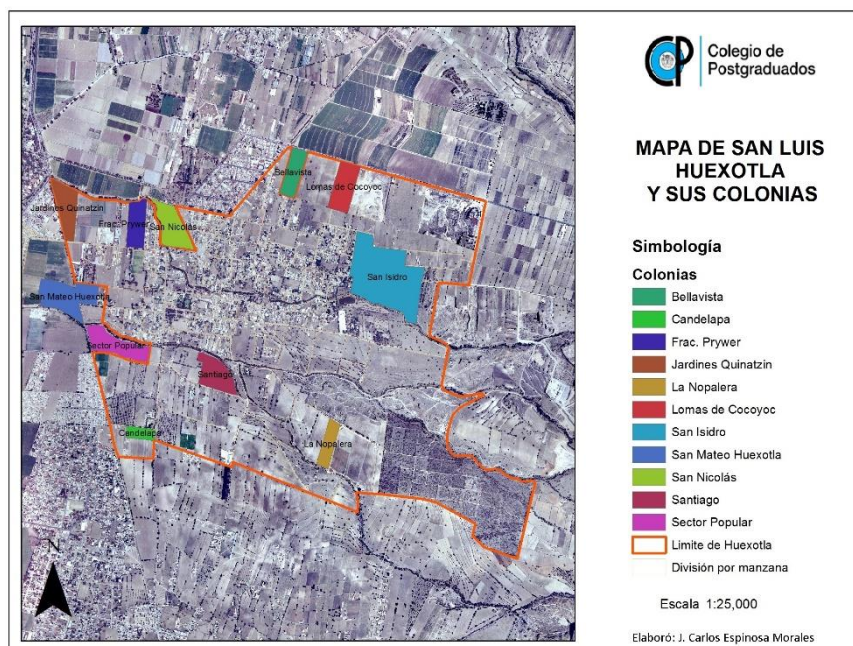 Colegio de
Postgraduados
MAPA DE SAN LUIS
HUEXOTLA
Y SUS COLONIAS
Simbología
Colonias
Bellavista
Candelapa
Frac. Prywer
Jardines Quinatzin
La Nopalera
Lomas de Cocoyoc
San Isidro
San Mateo Huexotla
San Nicolás
Santiago
Sector Popular
Limite de Huexotla
División por manzana
Escala 1:25,000
Elaboró: J. Carlos Espinosa Morales
Bellavista
Lomas de Cocoyoc
Jardines Quinatzin
Frac. Prywer
San Nicolás
San Isidro
San Mateo Huexotla
Sector Popular
Santiago
Candelapa
La Nopalera
N
CP